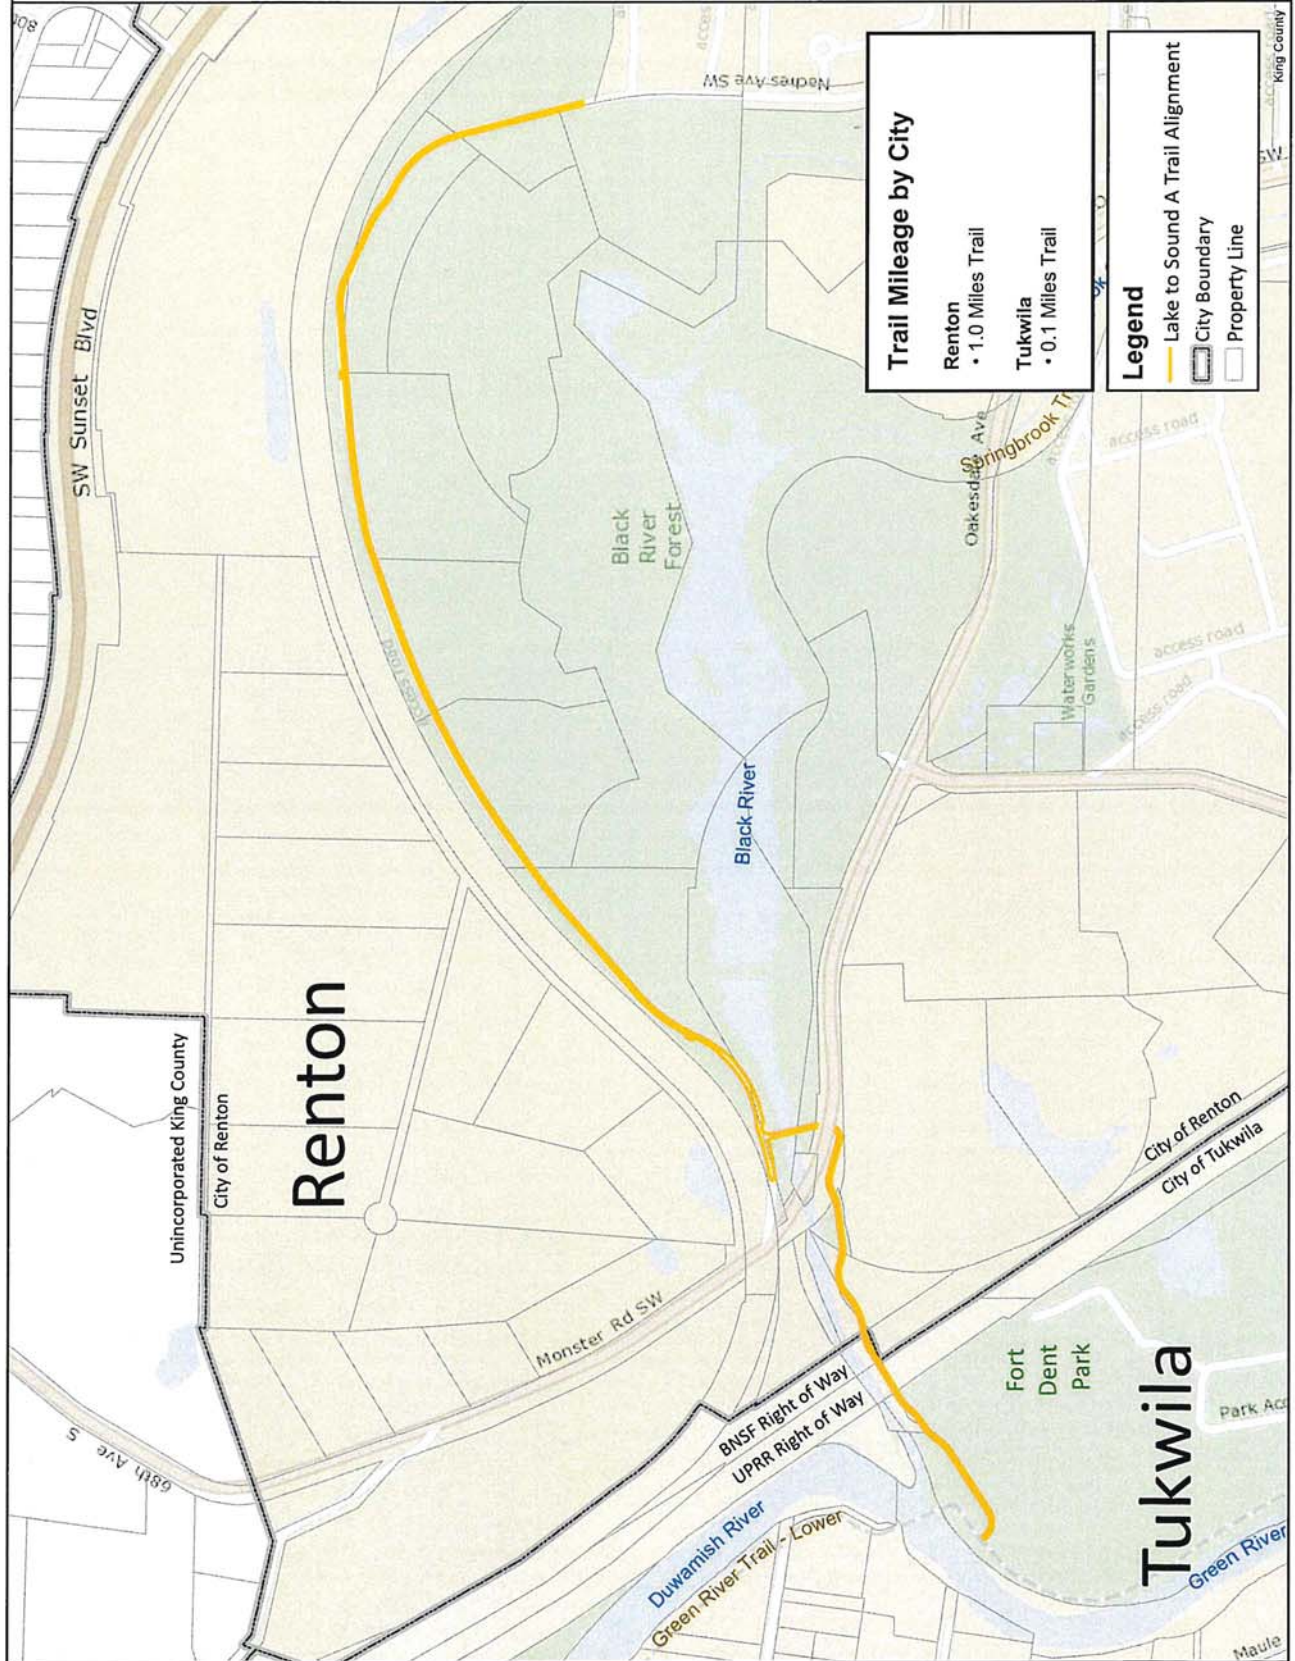 80th
SW Sunset Blvd
Unincorporated King County
City of Renton
Renton
68th Ave S
Monster Rd SW
access road
Black
River
Forest
Black River
Naches Ave SW
Oakesdale Ave
Springbrook Tr
access road
access road
access road
Waterworks
Gardens
City of Renton
City of Tukwila
BNSF Right of Way
UPRR Right of Way
Duwamish River
Green River Trail - Lower
Fort
Dent
Park
Tukwila
Park Acc
Green River
Maule
Trail Mileage by City
Renton
• 1.0 Miles Trail
Tukwila
• 0.1 Miles Trail
Legend
Lake to Sound A Trail Alignment
City Boundary
Property Line
SW
King County